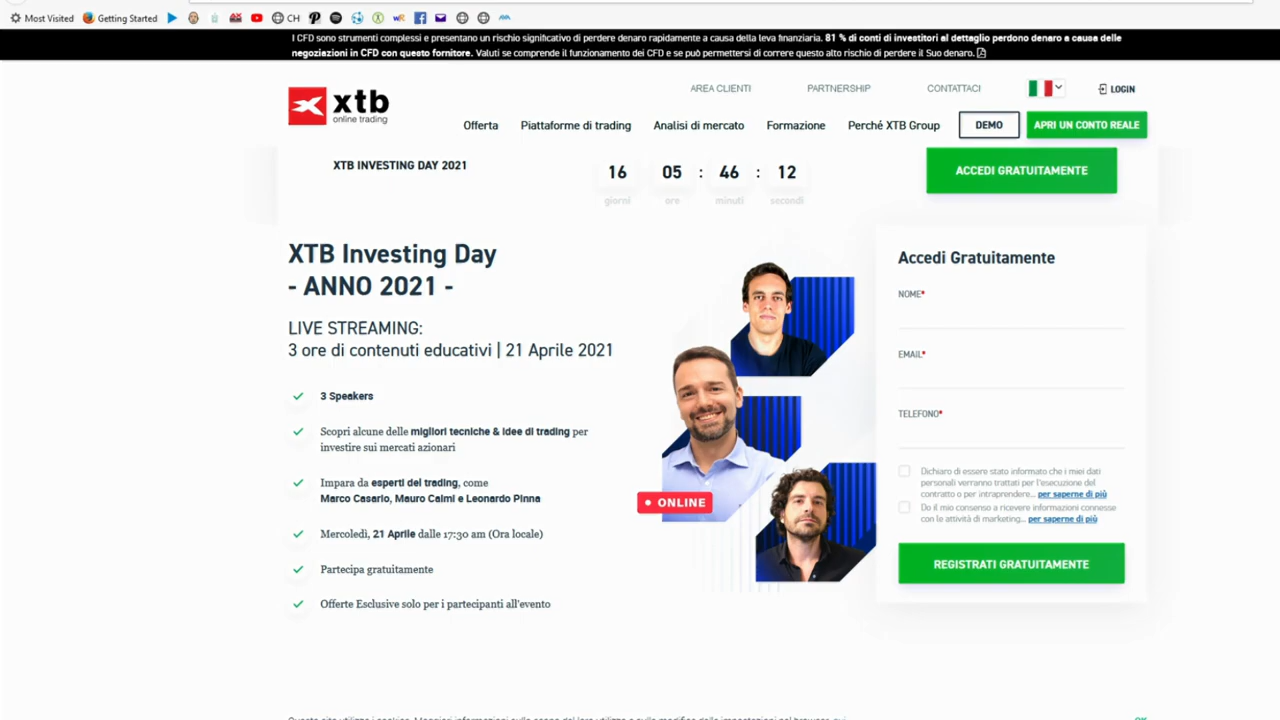 Most Visited Getting Started CH
I CFD sono strumenti complessi e presentano un rischio significativo di perdere denaro rapidamente a causa della leva finanziaria. 81 % di conti di investitori al dettaglio perdono denaro a causa delle
negoziazioni in CFD con questo fornitore. Valuti se comprende il funzionamento dei CFD e se può permettersi di correre questo alto rischio di perdere il Suo denaro.
AREA CLIENTI PARTNERSHIP CONTATTACI LOGIN
xtb
online trading
Offerta Piattaforme di trading Analisi di mercato Formazione Perché XTB Group DEMO APRI UN CONTO REALE
XTB INVESTING DAY 2021
16 05 : 46 : 12
giorni ore minuti secondi
ACCEDI GRATUITAMENTE
XTB Investing Day
- ANNO 2021 -
LIVE STREAMING:
3 ore di contenuti educativi | 21 Aprile 2021
3 Speakers
Scopri alcune delle migliori tecniche & idee di trading per
investire sui mercati azionari
Impara da esperti del trading, come
Marco Casario, Mauro Caimi e Leonardo Pinna
Mercoledì, 21 Aprile dalle 17:30 am (Ora locale)
Partecipa gratuitamente
Offerte Esclusive solo per i partecipanti all'evento
ONLINE
Accedi Gratuitamente
NOME*
EMAIL*
TELEFONO*
Dichiaro di essere stato informato che i miei dati
personali verranno trattati per l'esecuzione del
contratto o per intraprendere... per saperne di più
Do il mio consenso a ricevere informazioni connesse
con le attività di marketing... per saperne di più
REGISTRATI GRATUITAMENTE